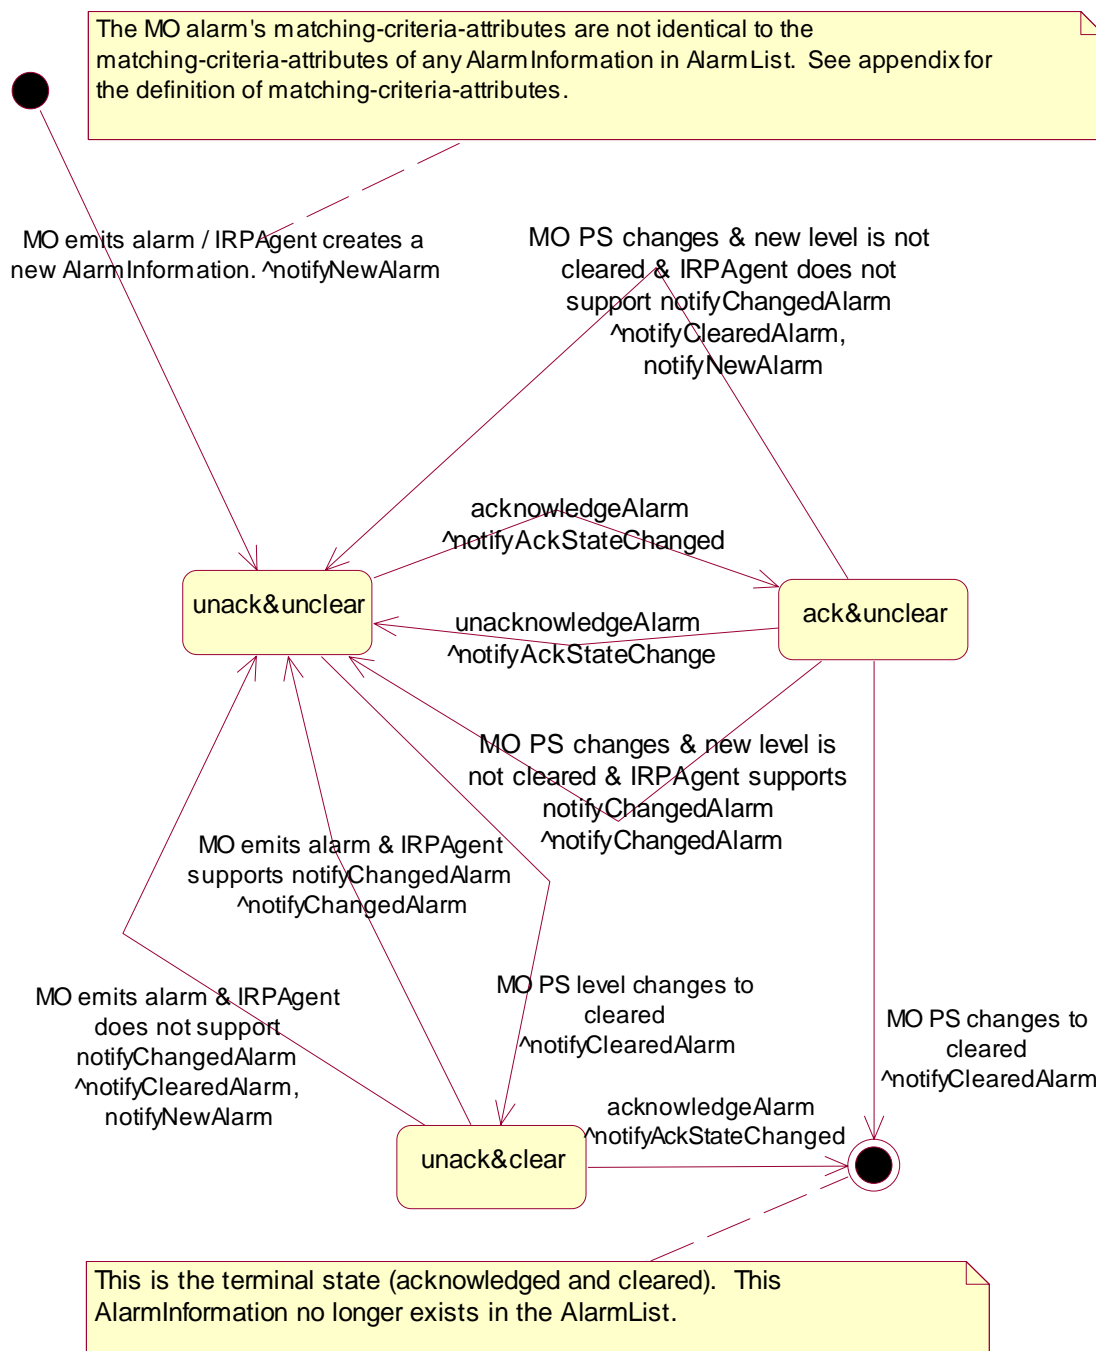 The MO alarm's matching-criteria-attributes are not identical to the
matching-criteria-attributes of any AlarmInformation in AlarmList. See appendix for
the definition of matching-criteria-attributes.
MO emits alarm / IRPAgent creates a
new AlarmInformation. ^notifyNewAlarm
MO PS changes & new level is not
cleared & IRPAgent does not
support notifyChangedAlarm
^notifyClearedAlarm,
notifyNewAlarm
acknowledgeAlarm
^notifyAckStateChanged
unack&unclear
ack&unclear
unacknowledgeAlarm
^notifyAckStateChange
MO PS changes & new level is
not cleared & IRPAgent supports
notifyChangedAlarm
^notifyChangedAlarm
MO emits alarm & IRPAgent
supports notifyChangedAlarm
^notifyChangedAlarm
MO emits alarm & IRPAgent
does not support
notifyChangedAlarm
^notifyClearedAlarm,
notifyNewAlarm
MO PS level changes to
cleared
^notifyClearedAlarm
MO PS changes to
cleared
^notifyClearedAlarm
acknowledgeAlarm
^notifyAckStateChanged
unack&clear
This is the terminal state (acknowledged and cleared). This
AlarmInformation no longer exists in the AlarmList.